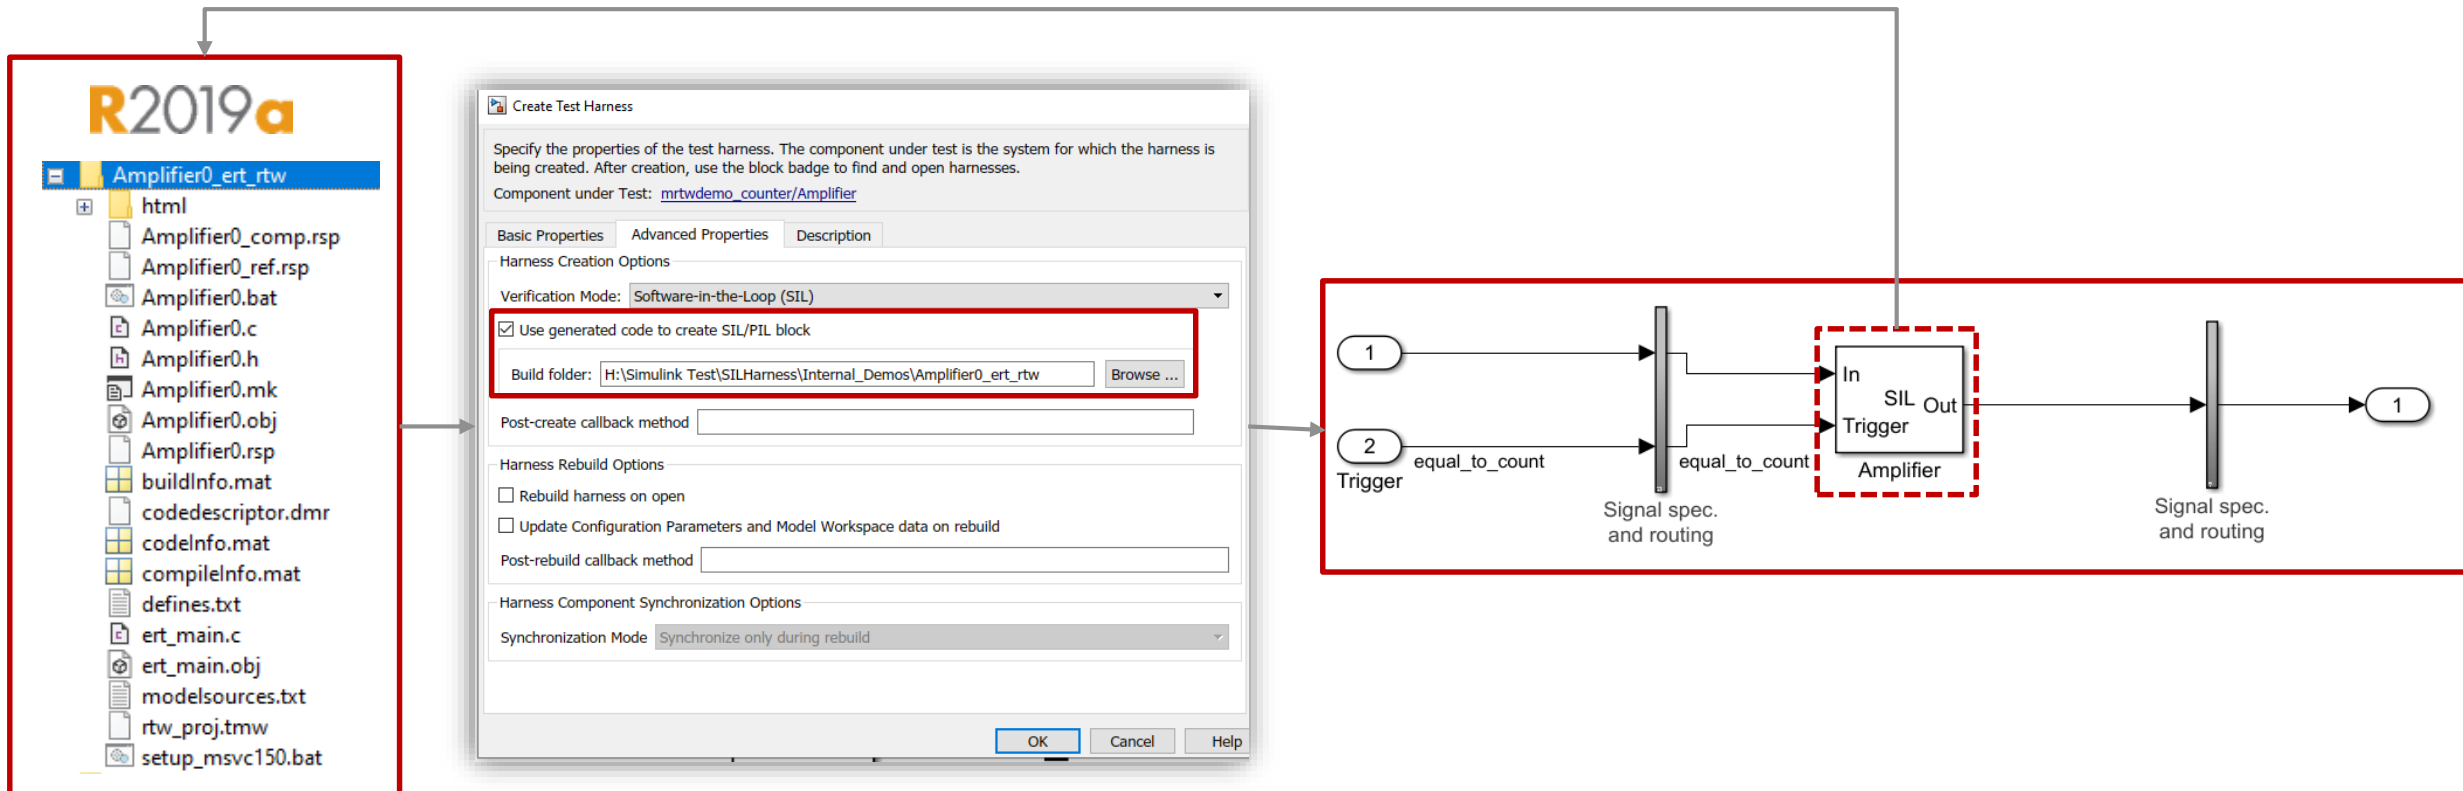 R2019a
Amplifier0_ert_rtw
html
Amplifier0_comp.rsp
Amplifier0_ref.rsp
Amplifier0.bat
Amplifier0.c
Amplifier0.h
Amplifier0.mk
Amplifier0.obj
Amplifier0.rsp
buildInfo.mat
codedescriptor.dmr
codeInfo.mat
compileInfo.mat
defines.txt
ert_main.c
ert_main.obj
modelsources.txt
rtw_proj.tmw
setup_msvc150.bat
Create Test Harness
Specify the properties of the test harness. The component under test is the system for which the harness is
being created. After creation, use the block badge to find and open harnesses.
Component under Test: mrtwdemo_counter/Amplifier
Basic Properties Advanced Properties Description
Harness Creation Options
Verification Mode: Software-in-the-Loop (SIL)
Use generated code to create SIL/PIL block
Build folder: H:\Simulink Test\SILHarness\Internal_Demos\Amplifier0_ert_rtw Browse ...
Post-create callback method
Harness Rebuild Options
Rebuild harness on open
Update Configuration Parameters and Model Workspace data on rebuild
Post-rebuild callback method
Harness Component Synchronization Options
Synchronization Mode Synchronize only during rebuild
OK Cancel Help
1
2
Trigger
equal_to_count
equal_to_count
Signal spec.
and routing
In
SIL
Out
Trigger
Amplifier
Signal spec.
and routing
1